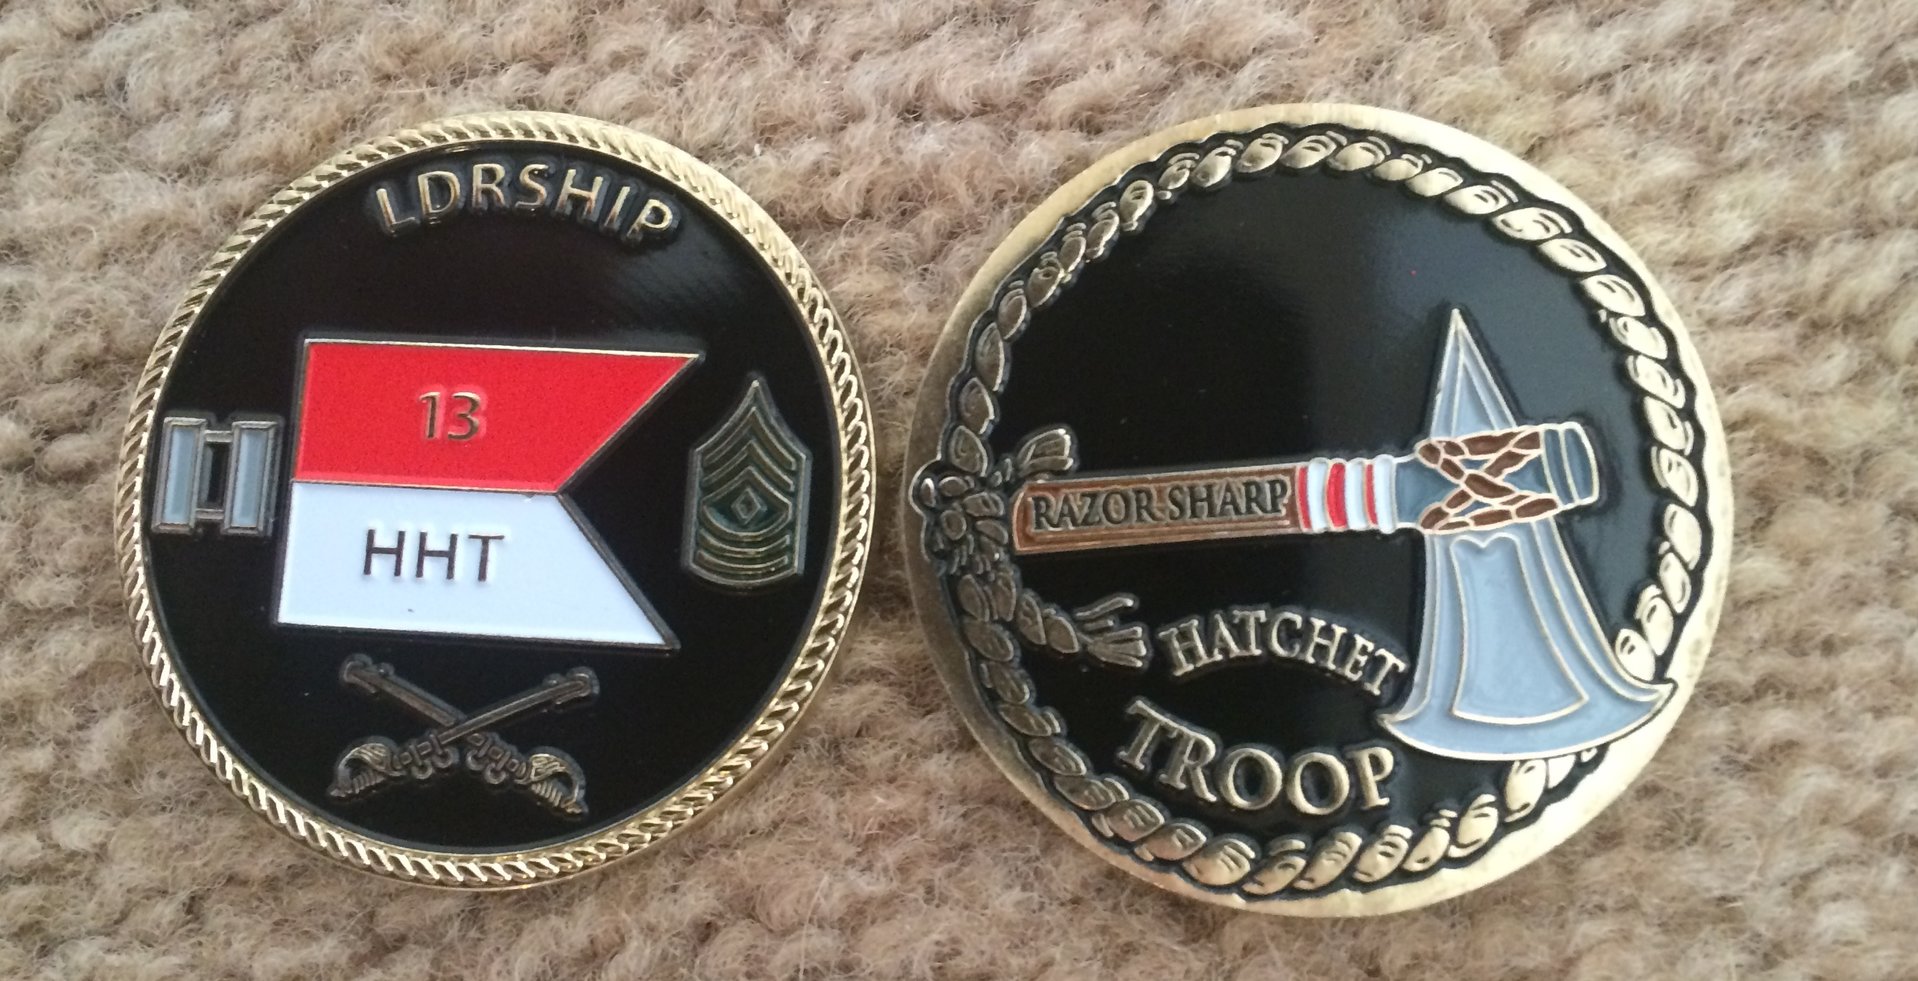 LDRSHIP
13
HHT
RAZOR SHARP
HATCHET
TROOP